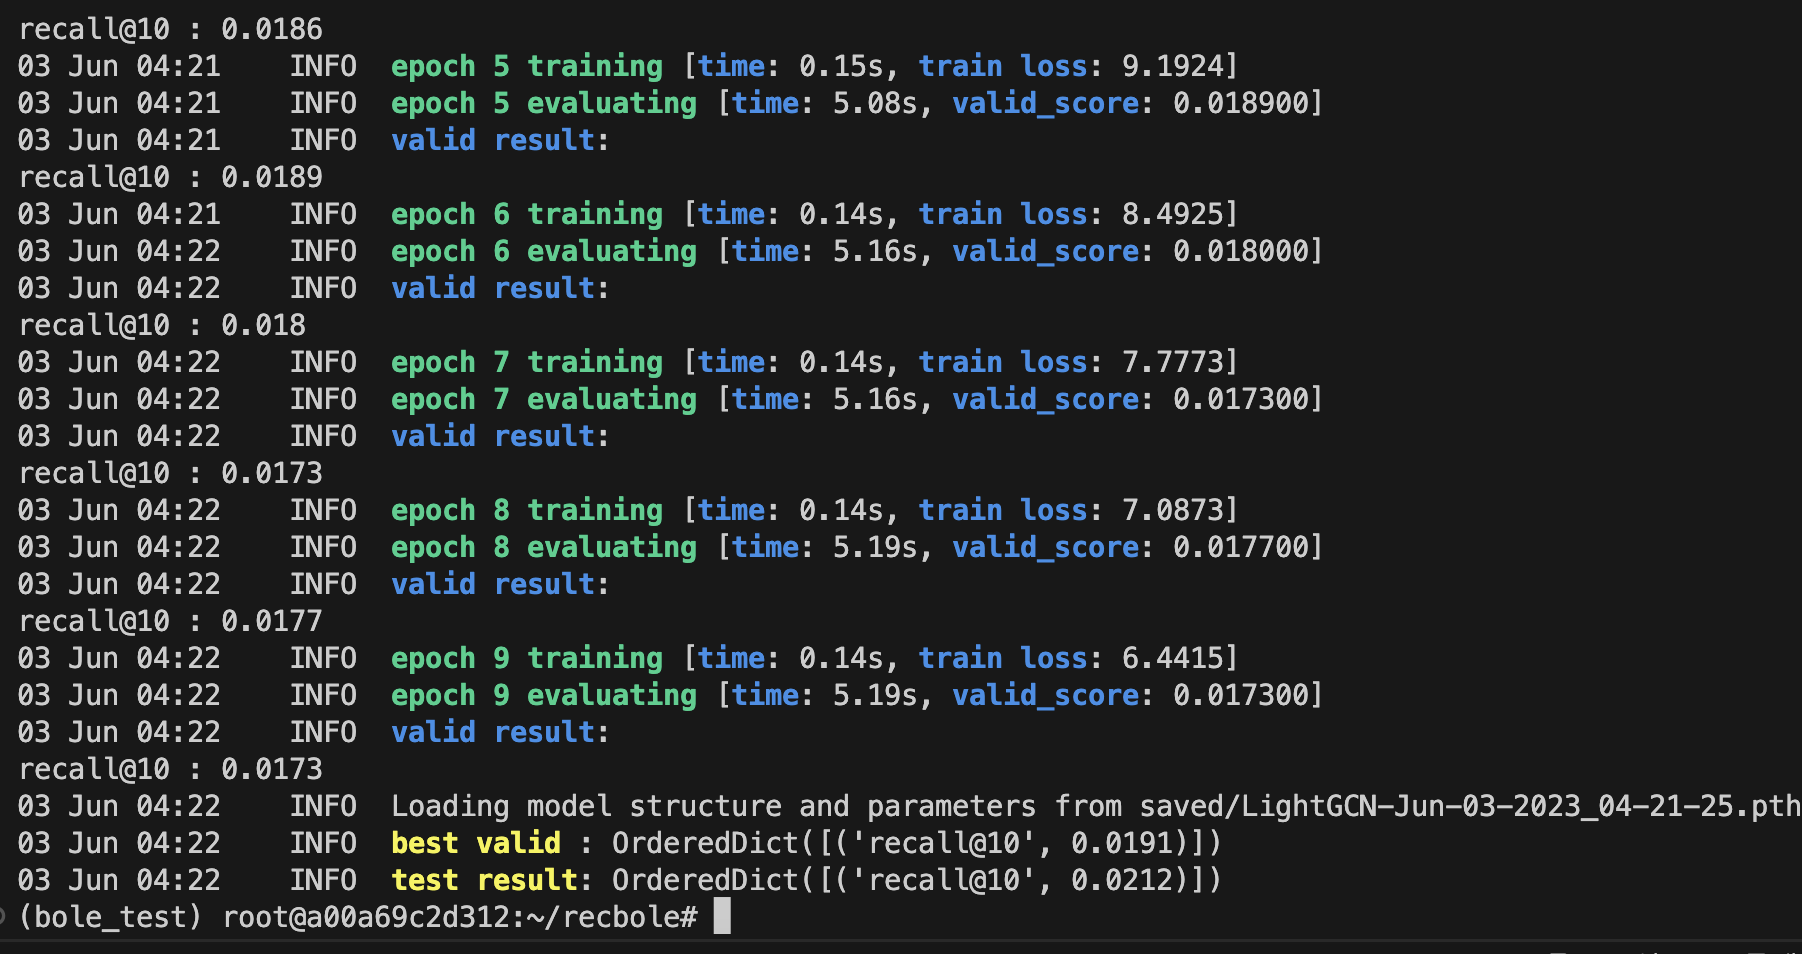 recall@10 : 0.0186
03 Jun 04:21    INFO  epoch 5 training [time: 0.15s, train loss: 9.1924]
03 Jun 04:21    INFO  epoch 5 evaluating [time: 5.08s, valid_score: 0.018900]
03 Jun 04:21    INFO  valid result:
recall@10 : 0.0189
03 Jun 04:21    INFO  epoch 6 training [time: 0.14s, train loss: 8.4925]
03 Jun 04:22    INFO  epoch 6 evaluating [time: 5.16s, valid_score: 0.018000]
03 Jun 04:22    INFO  valid result:
recall@10 : 0.018
03 Jun 04:22    INFO  epoch 7 training [time: 0.14s, train loss: 7.7773]
03 Jun 04:22    INFO  epoch 7 evaluating [time: 5.16s, valid_score: 0.017300]
03 Jun 04:22    INFO  valid result:
recall@10 : 0.0173
03 Jun 04:22    INFO  epoch 8 training [time: 0.14s, train loss: 7.0873]
03 Jun 04:22    INFO  epoch 8 evaluating [time: 5.19s, valid_score: 0.017700]
03 Jun 04:22    INFO  valid result:
recall@10 : 0.0177
03 Jun 04:22    INFO  epoch 9 training [time: 0.14s, train loss: 6.4415]
03 Jun 04:22    INFO  epoch 9 evaluating [time: 5.19s, valid_score: 0.017300]
03 Jun 04:22    INFO  valid result:
recall@10 : 0.0173
03 Jun 04:22    INFO  Loading model structure and parameters from saved/LightGCN-Jun-03-2023_04-21-25.pth
03 Jun 04:22    INFO  best valid : OrderedDict([('recall@10', 0.0191)])
03 Jun 04:22    INFO  test result: OrderedDict([('recall@10', 0.0212)])
(bole_test) root@a00a69c2d312:~/recbole#